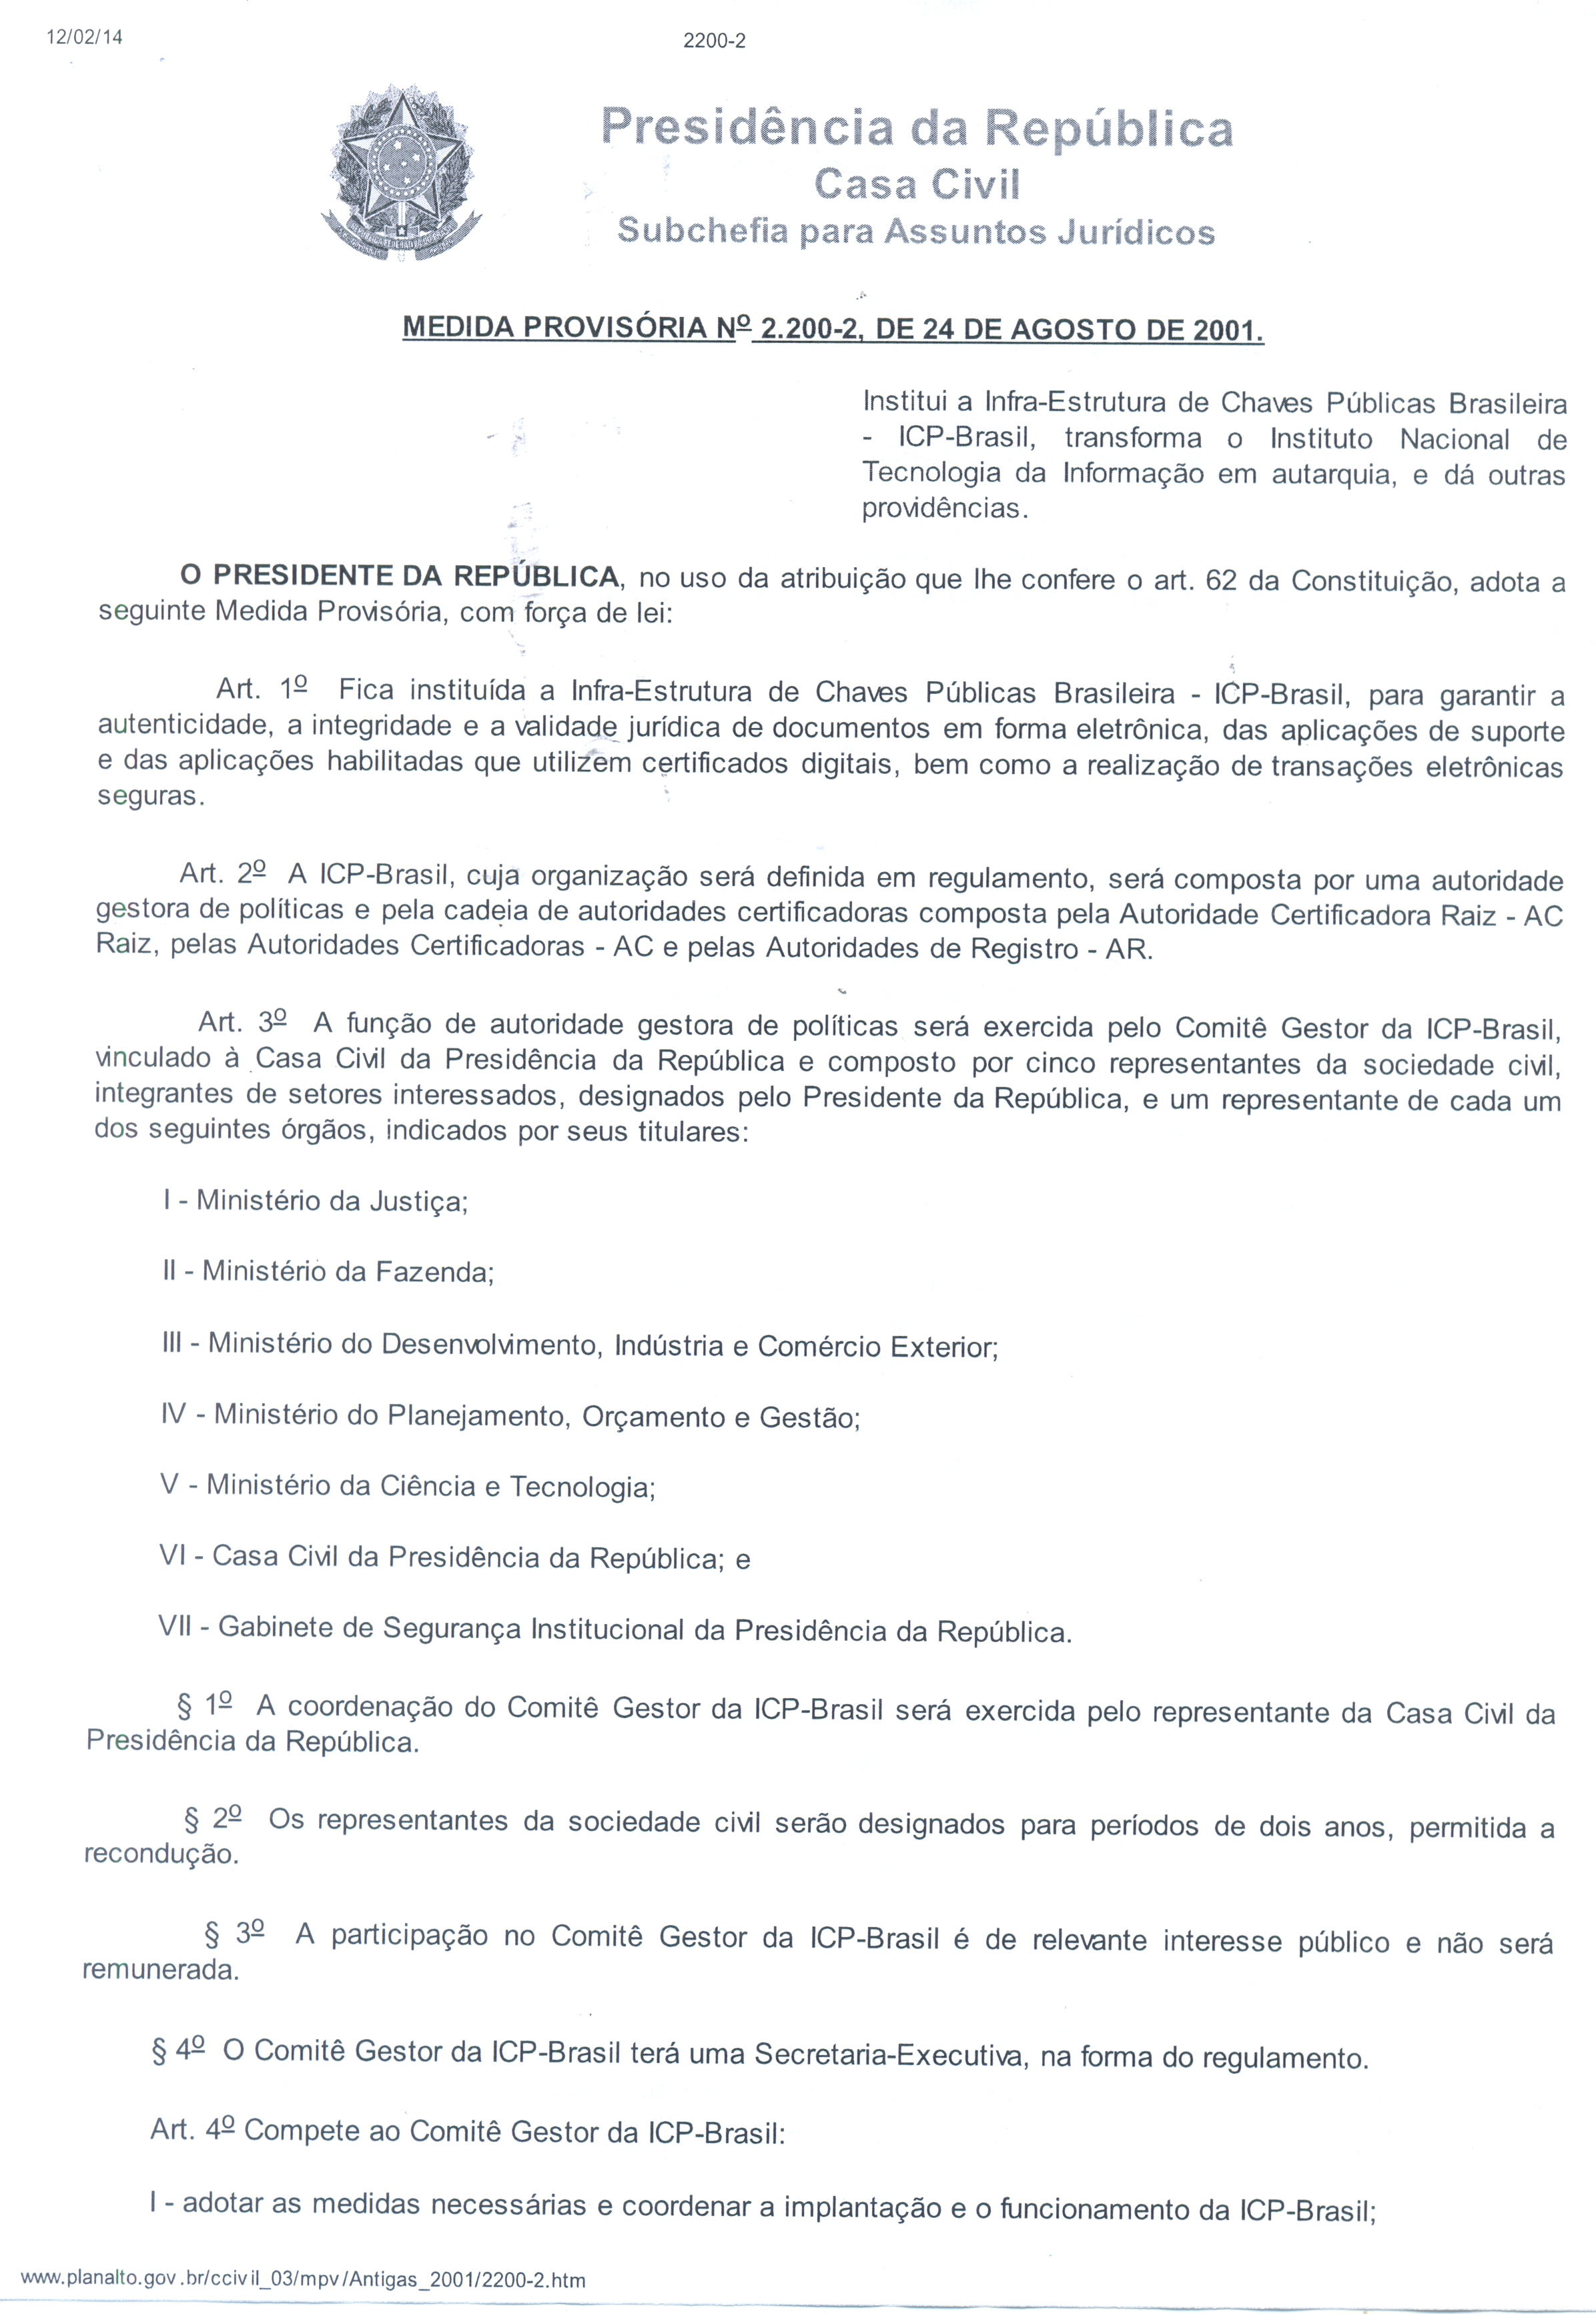 12/02/14
2200-2
Presidência da República
Casa Civil
Subchefia para Assuntos Jurídicos
MEDIDA PROVISÓRIA Nº 2.200-2, DE 24 DE AGOSTO DE 2001.
Institui a Infra-Estrutura de Chaves Públicas Brasileira
- ICP-Brasil, transforma o Instituto Nacional de
Tecnologia da Informação em autarquia, e dá outras
providências.
O PRESIDENTE DA REPÚBLICA, no uso da atribuição que lhe confere o art. 62 da Constituição, adota a
seguinte Medida Provisória, com força de lei:
Art. 1º Fica instituída a Infra-Estrutura de Chaves Públicas Brasileira - ICP-Brasil, para garantir a
autenticidade, a integridade e a validade jurídica de documentos em forma eletrônica, das aplicações de suporte
e das aplicações habilitadas que utilizem certificados digitais, bem como a realização de transações eletrônicas
seguras.
Art. 2º A ICP-Brasil, cuja organização será definida em regulamento, será composta por uma autoridade
gestora de políticas e pela cadeia de autoridades certificadoras composta pela Autoridade Certificadora Raiz - AC
Raiz, pelas Autoridades Certificadoras - AC e pelas Autoridades de Registro - AR.
Art. 3º A função de autoridade gestora de políticas será exercida pelo Comitê Gestor da ICP-Brasil,
vinculado à Casa Civil da Presidência da República e composto por cinco representantes da sociedade civil,
integrantes de setores interessados, designados pelo Presidente da República, e um representante de cada um
dos seguintes órgãos, indicados por seus titulares:
I - Ministério da Justiça;
II - Ministério da Fazenda;
III - Ministério do Desenvolvimento, Indústria e Comércio Exterior;
IV - Ministério do Planejamento, Orçamento e Gestão;
V - Ministério da Ciência e Tecnologia;
VI - Casa Civil da Presidência da República; e
VII - Gabinete de Segurança Institucional da Presidência da República.
§ 1º A coordenação do Comitê Gestor da ICP-Brasil será exercida pelo representante da Casa Civil da
Presidência da República.
§ 2º Os representantes da sociedade civil serão designados para períodos de dois anos, permitida a
recondução.
§ 3º A participação no Comitê Gestor da ICP-Brasil é de relevante interesse público e não será
remunerada.
§ 4º O Comitê Gestor da ICP-Brasil terá uma Secretaria-Executiva, na forma do regulamento.
Art. 4º Compete ao Comitê Gestor da ICP-Brasil:
I - adotar as medidas necessárias e coordenar a implantação e o funcionamento da ICP-Brasil;
www.planalto.gov.br/ccivil_03/mpv/Antigas_2001/2200-2.htm